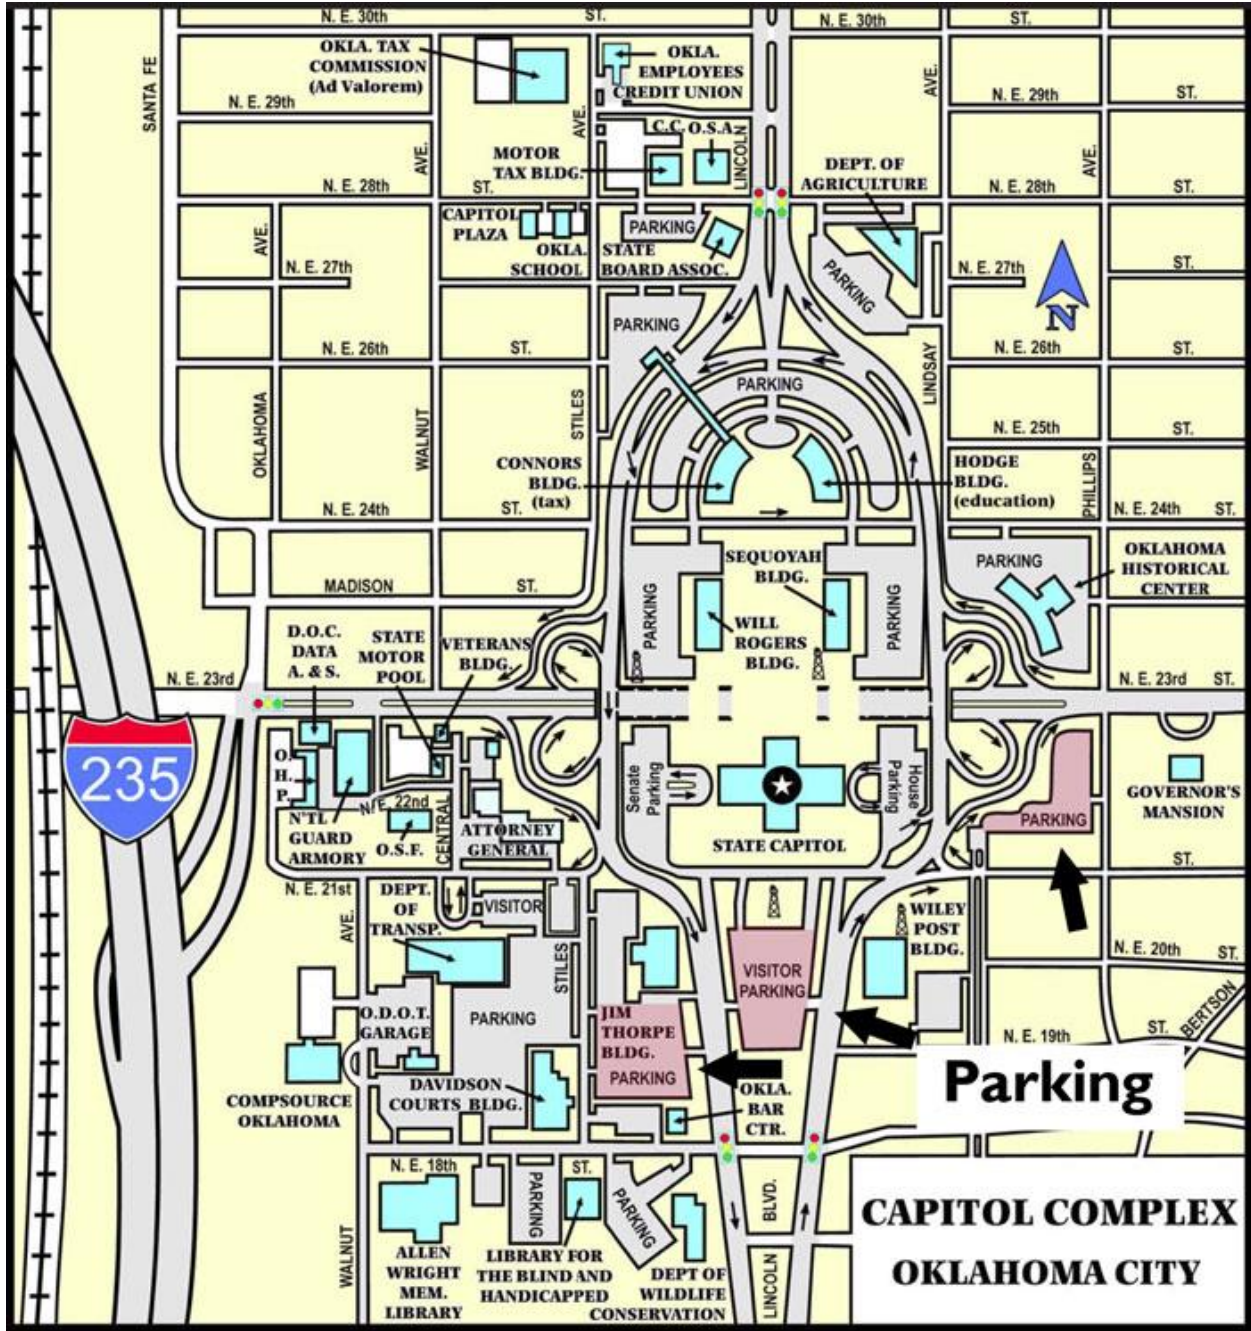 N. E. 30th
ST.
N. E. 30th
ST.
OKLA. TAX
COMMISSION
(Ad Valorem)
OKLA.
EMPLOYEES
CREDIT UNION
SANTA FE
AVE.
AVE.
N. E. 29th
N. E. 29th
ST.
C.C.
O.S.A.
LINCOLN
MOTOR
TAX BLDG.
DEPT. OF
AGRICULTURE
AVE.
AVE.
N. E. 28th
ST.
N. E. 28th
ST.
CAPITOL
PLAZA
PARKING
OKLA.
SCHOOL
STATE
BOARD ASSOC.
AVE.
N. E. 27th
PARKING
N. E. 27th
ST.
N
PARKING
N. E. 26th
ST.
N. E. 26th
ST.
LINDSAY
PARKING
OKLAHOMA
WALNUT
STILES
N. E. 25th
ST.
CONNORS
BLDG.
(tax)
HODGE
BLDG.
(education)
PHILLIPS
N. E. 24th
ST.
N. E. 24th
ST.
SEQUOYAH
BLDG.
PARKING
OKLAHOMA
HISTORICAL
CENTER
MADISON
ST.
PARKING
WILL
ROGERS
BLDG.
PARKING
D.O.C.
DATA
A. & S.
STATE
MOTOR
POOL
VETERANS
BLDG.
N. E. 23rd
N. E. 23rd
ST.
235
O.
H.
P.
N'TL
GUARD
ARMORY
N. E. 22nd
O.S.F.
CENTRAL
ATTORNEY
GENERAL
Senate
Parking
House
Parking
STATE CAPITOL
PARKING
GOVERNOR'S
MANSION
ST.
N. E. 21st
AVE.
DEPT.
OF
TRANSP.
VISITOR
STILES
WILEY
POST
BLDG.
N. E. 20th
ST.
VISITOR
PARKING
O.D.O.T.
GARAGE
PARKING
JIM
THORPE
BLDG.
PARKING
N. E. 19th
ST.
BERTSON
Parking
COMPSOURCE
OKLAHOMA
DAVIDSON
COURTS BLDG.
OKLA.
BAR
CTR.
N. E. 18th
ST.
PARKING
PARKING
BLVD.
WALNUT
ALLEN
WRIGHT
MEM.
LIBRARY
LIBRARY FOR
THE BLIND AND
HANDICAPPED
DEPT OF
WILDLIFE
CONSERVATION
LINCOLN
CAPITOL COMPLEX
OKLAHOMA CITY